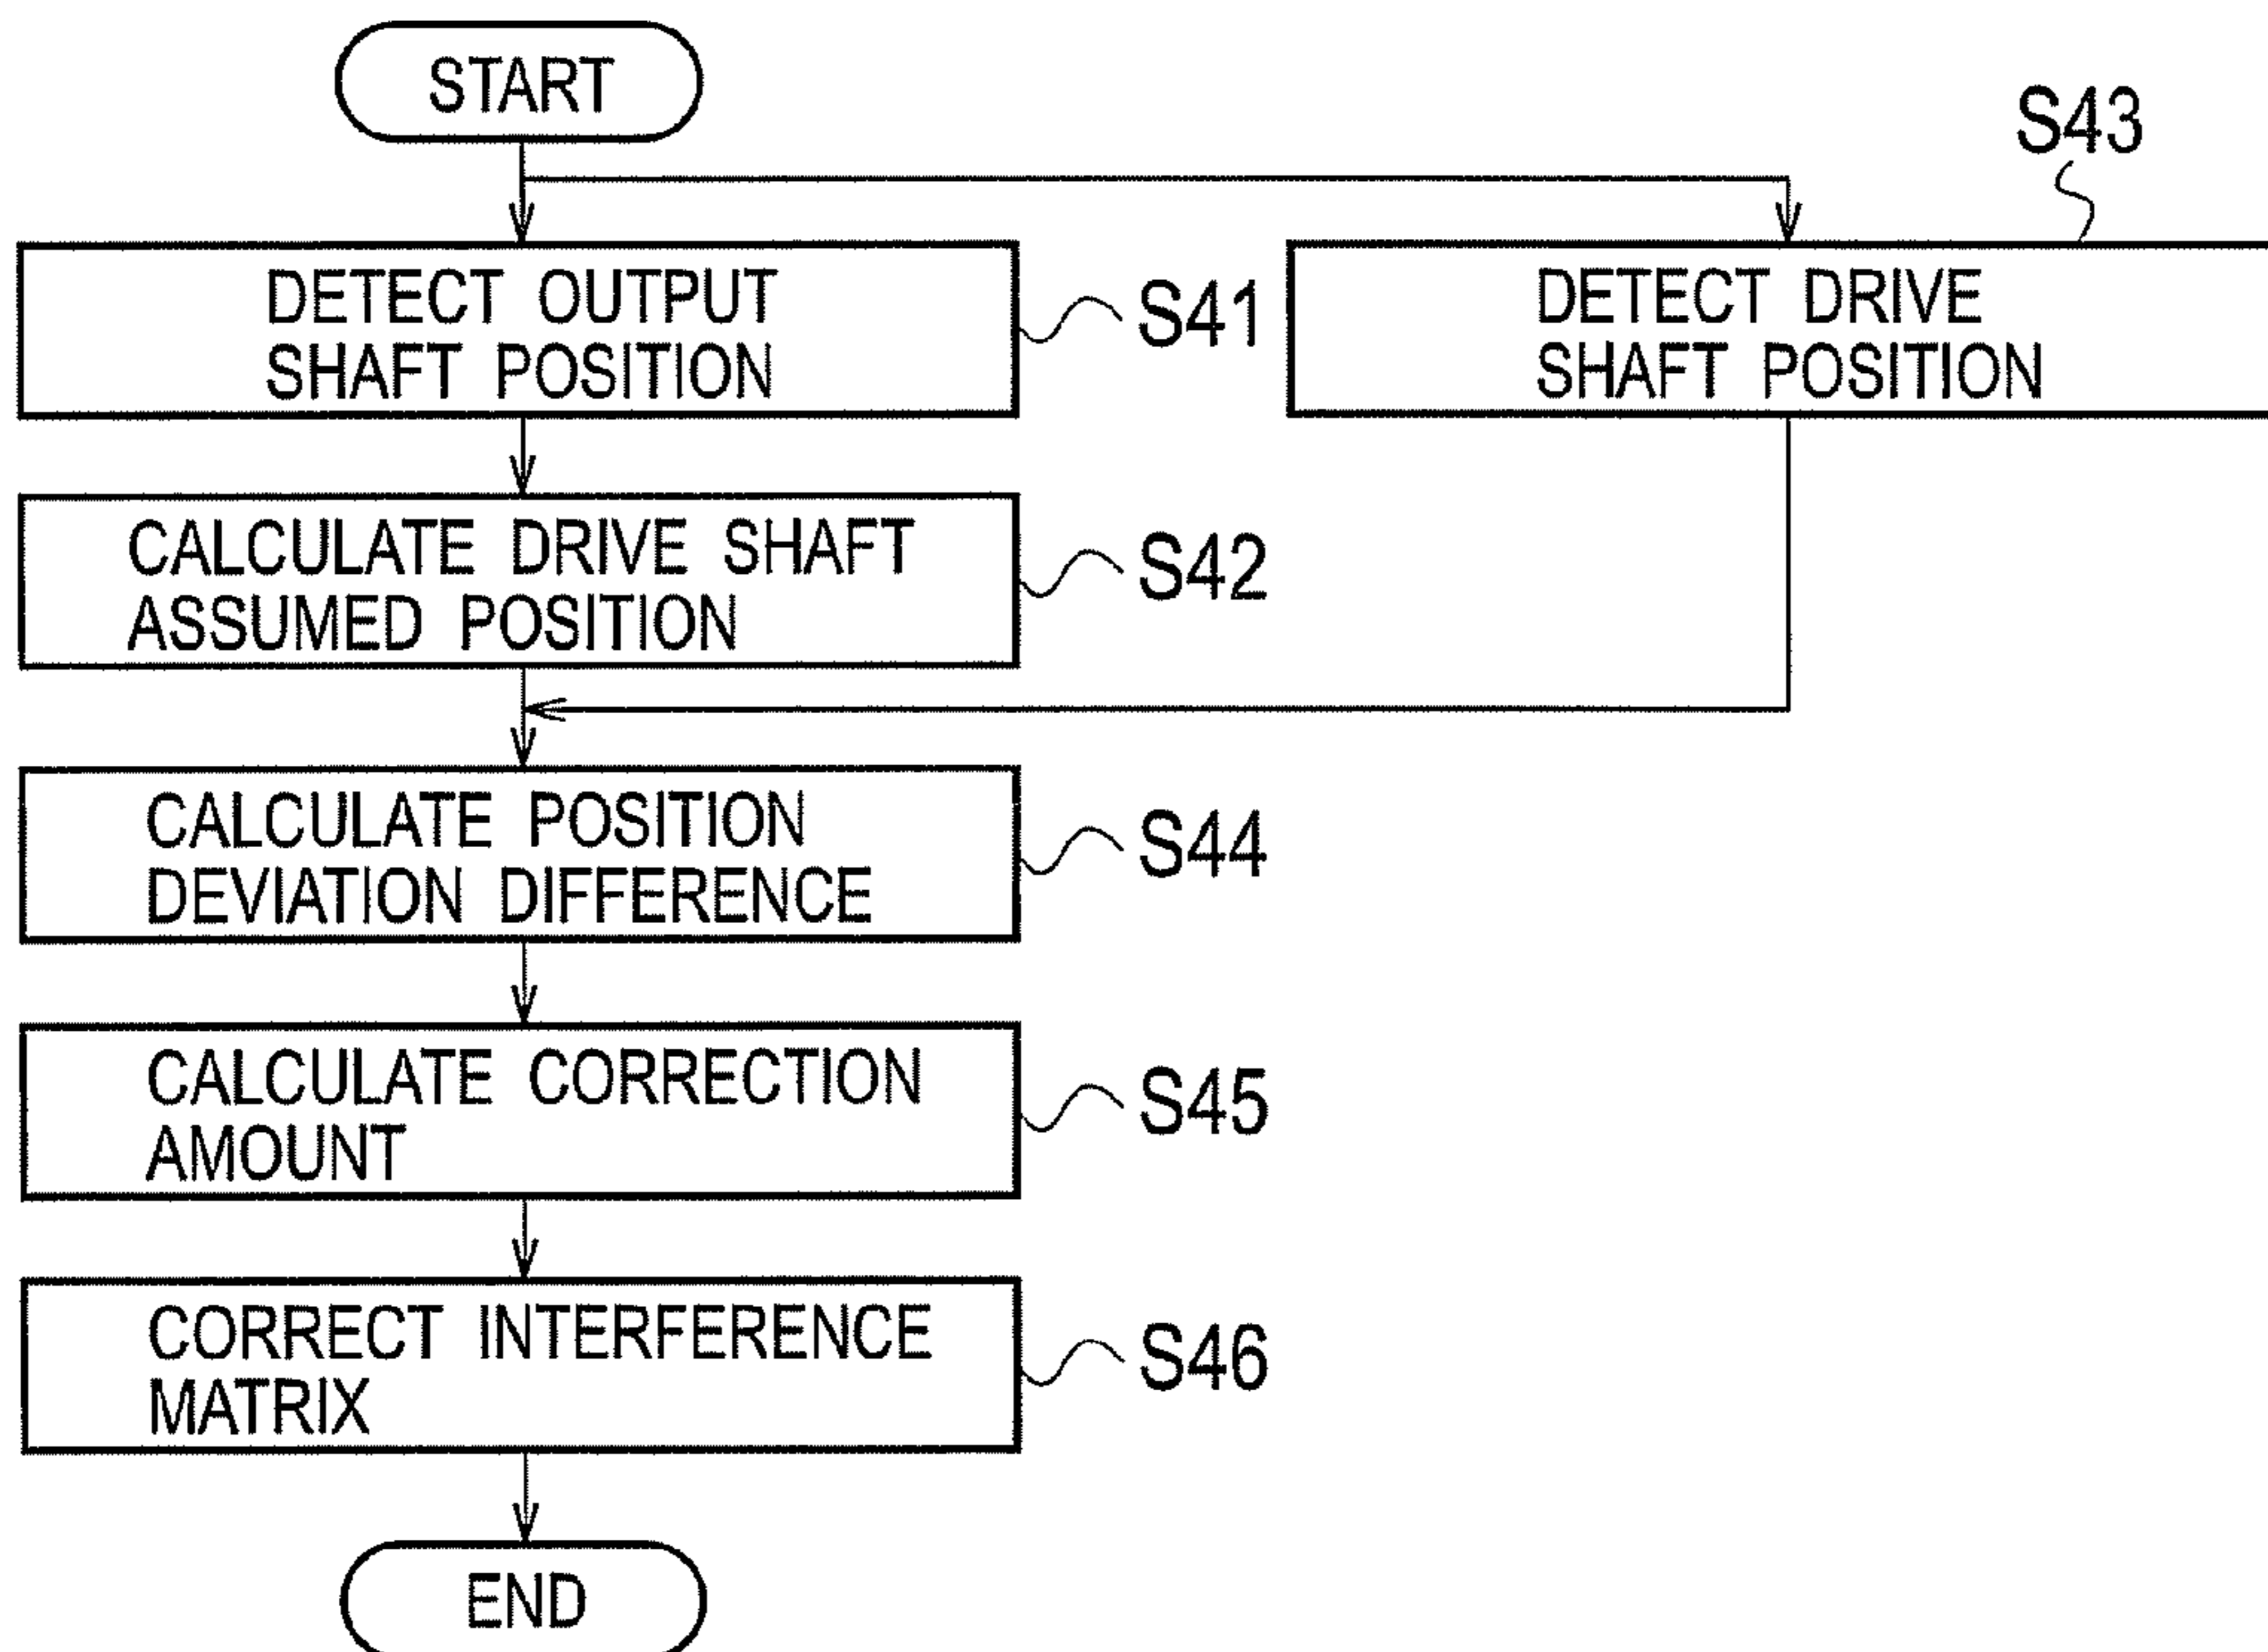 START
S43
DETECT OUTPUT
SHAFT POSITION
S41
DETECT DRIVE
SHAFT POSITION
CALCULATE DRIVE SHAFT
ASSUMED POSITION
S42
CALCULATE POSITION
DEVIATION DIFFERENCE
S44
CALCULATE CORRECTION
AMOUNT
S45
CORRECT INTERFERENCE
MATRIX
S46
END